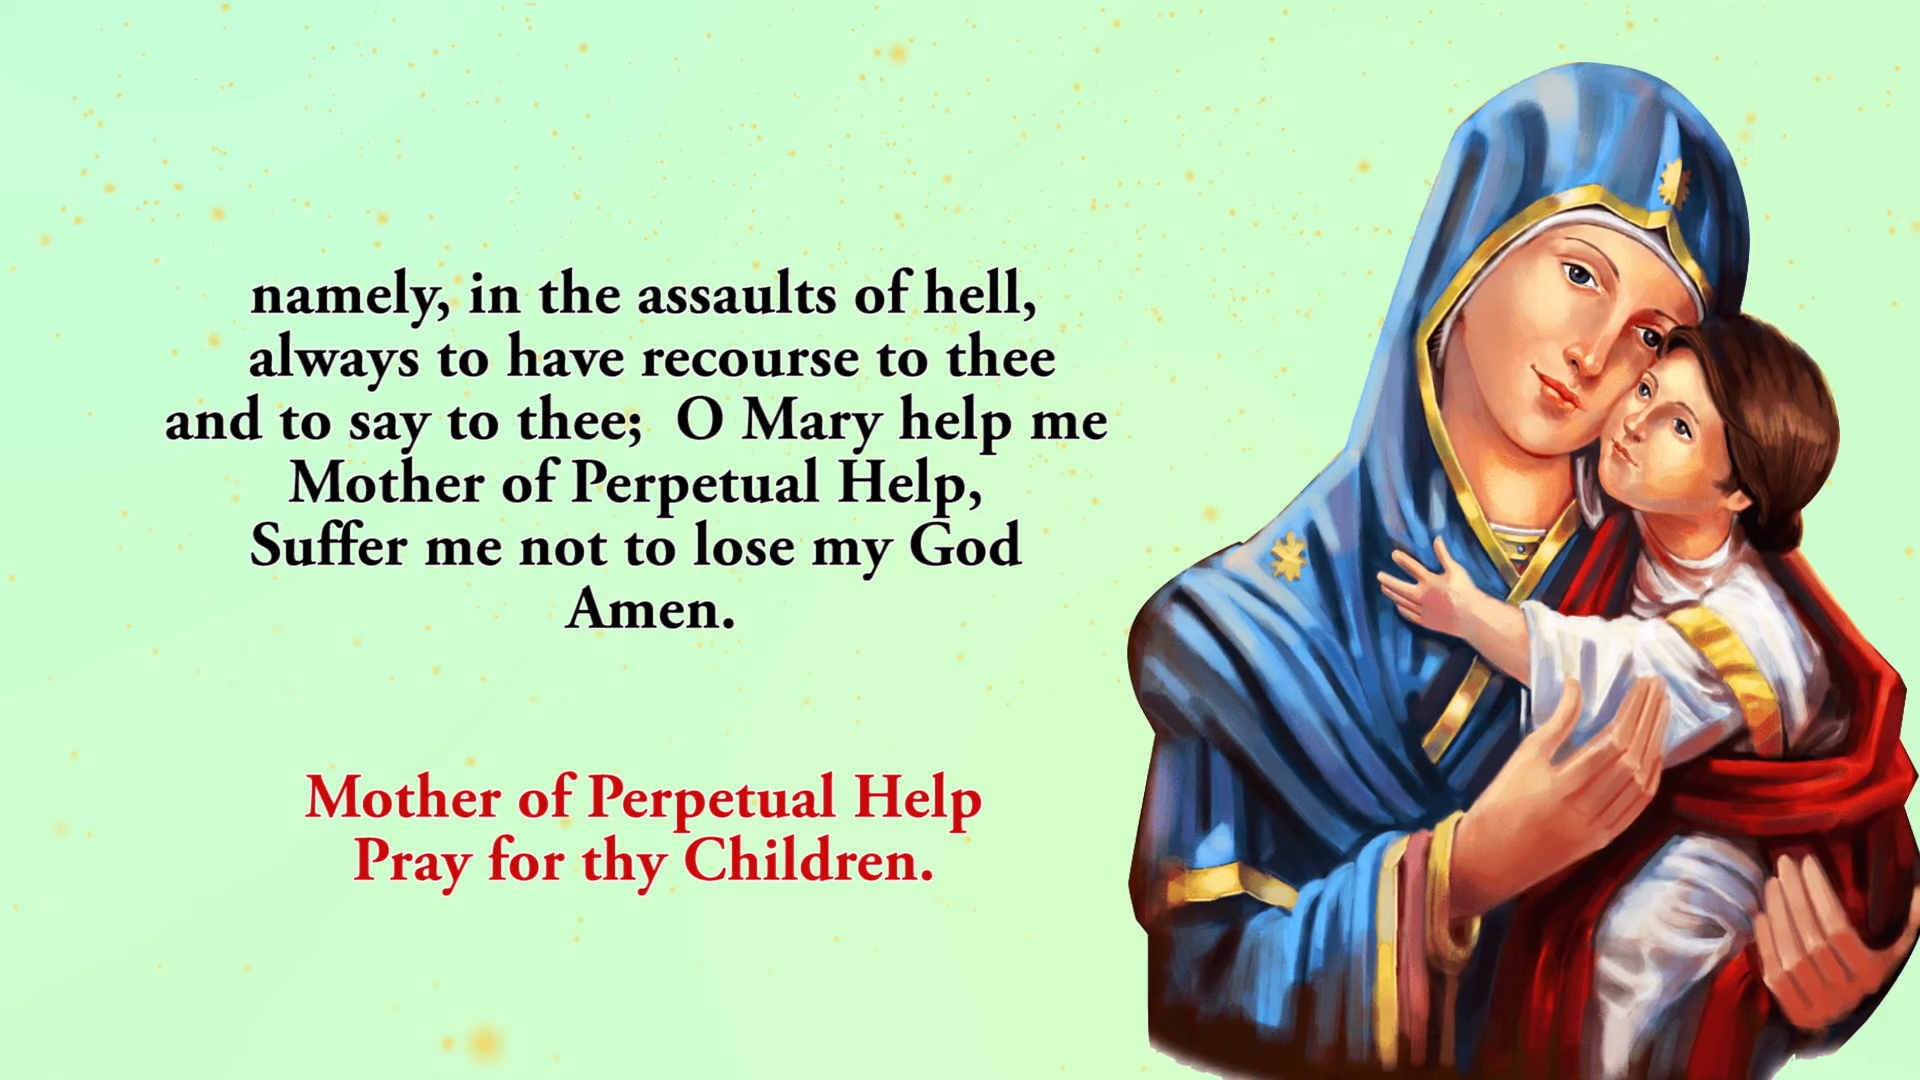 namely, in the assaults of hell,
always to have recourse to thee
and to say to thee;  O Mary help me
Mother of Perpetual Help,
Suffer me not to lose my God
Amen.
Mother of Perpetual Help
Pray for thy Children.